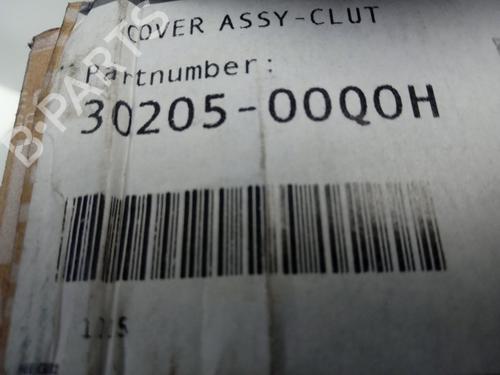 COVER ASSY-CLUT
Partnumber:
30205-00Q0H
B-PARTS